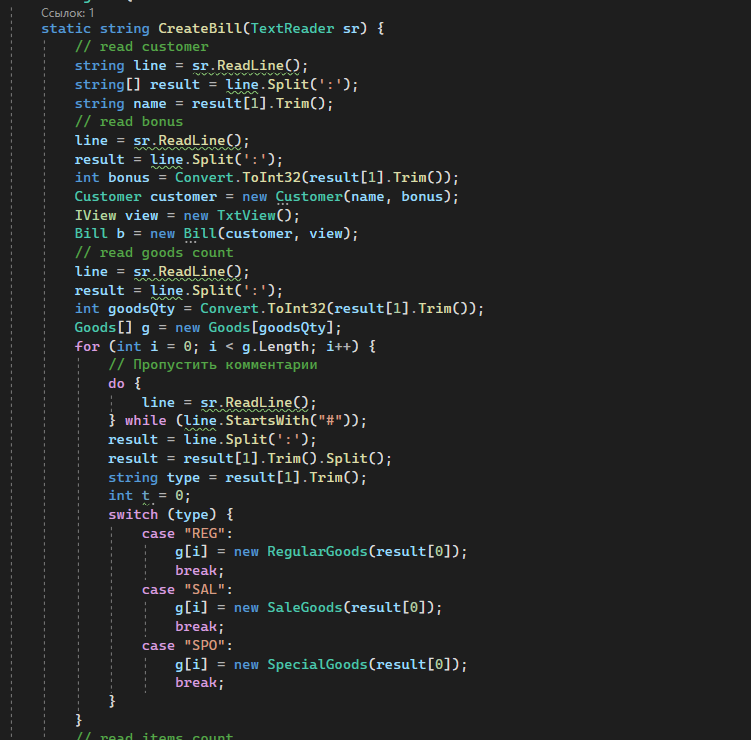 Ссылок: 1
static string CreateBill(TextReader sr) {
// read customer
string line = sr.ReadLine();
string[] result = line.Split(':');
string name = result[1].Trim();
// read bonus
line = sr.ReadLine();
result = line.Split(':');
int bonus = Convert.ToInt32(result[1].Trim());
Customer customer = new Customer(name, bonus);
IView view = new TxtView();
Bill b = new Bill(customer, view);
// read goods count
line = sr.ReadLine();
result = line.Split(':');
int goodsQty = Convert.ToInt32(result[1].Trim());
Goods[] g = new Goods[goodsQty];
for (int i = 0; i < g.Length; i++) {
// Пропустить комментарии
do {
line = sr.ReadLine();
} while (line.StartsWith("#"));
result = line.Split(':');
result = result[1].Trim().Split();
string type = result[1].Trim();
int t = 0;
switch (type) {
case "REG":
g[i] = new RegularGoods(result[0]);
break;
case "SAL":
g[i] = new SaleGoods(result[0]);
break;
case "SPO":
g[i] = new SpecialGoods(result[0]);
break;
}
}
// read items count